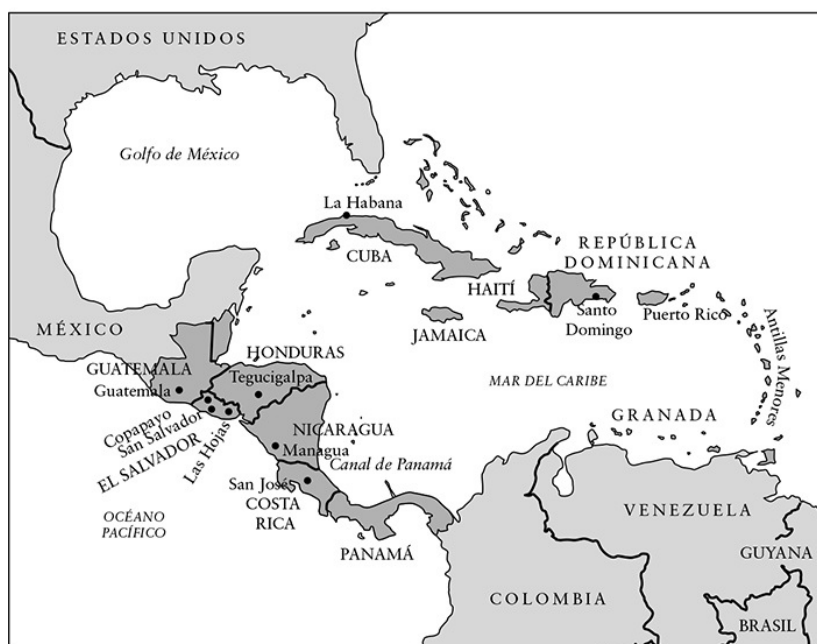 ESTADOS UNIDOS
Golfo de México
La Habana
CUBA
REPÚBLICA
DOMINICANA
HAITÍ
Santo
Domingo
Puerto Rico
JAMAICA
Antillas Menores
MÉXICO
HONDURAS
GUATEMALA
Guatemala
Tegucigalpa
MAR DEL CARIBE
Copapayo
San Salvador
EL SALVADOR
Las Hojas
NICARAGUA
Managua
GRANADA
Canal de Panamá
San José
COSTA
RICA
OCÉANO
PACÍFICO
PANAMÁ
VENEZUELA
GUYANA
COLOMBIA
BRASIL